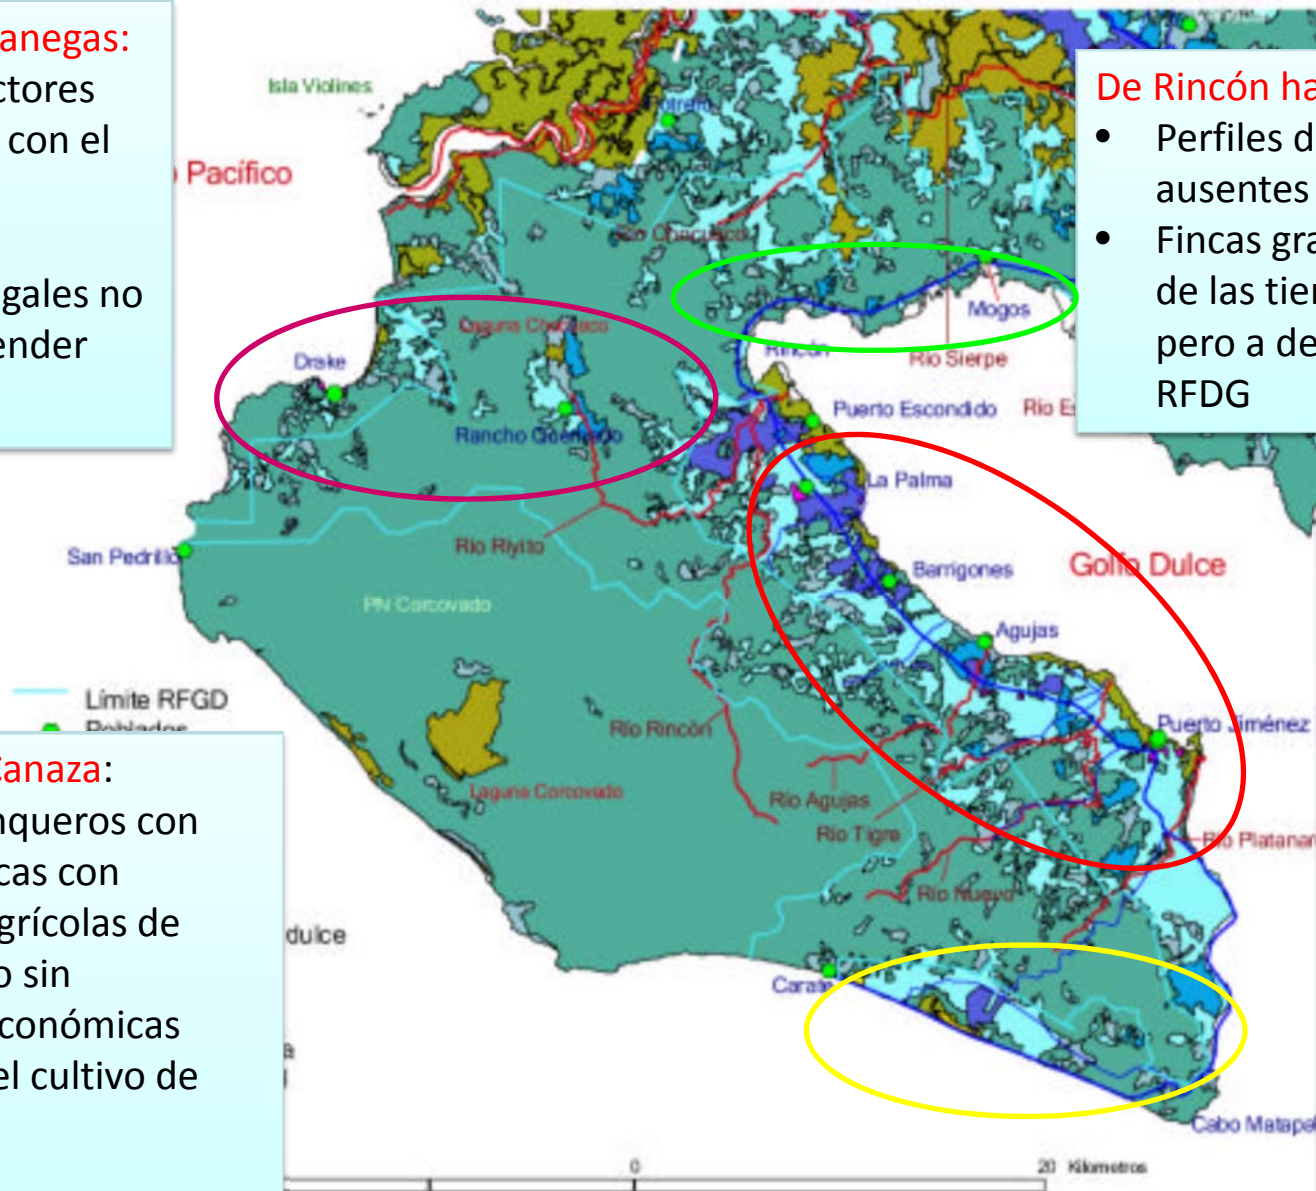 anegas:
ctores
con el
gales no
ender
De Rincón ha
• Perfiles d
ausentes
• Fincas gra
de las tier
pero a de
RFDG
Isla Violines
Pacífico
Mogos
Rincón
Río Sierpe
Drake
Puerto Escondido
Rancho Quemado
La Palma
Río Riyito
San Pedrillo
Golfo Dulce
Barrigones
PN Corcovado
Agujas
Límite RFGD
Poblados
Río Rincón
Puerto Jiménez
Canaza:
nqueros con
cas con
grícolas de
o sin
conómicas
el cultivo de
Laguna Corcovado
Río Agujas
Río Tigre
Río Platanar
Río Nuevo
dulce
Carate
Cabo Matapal
0
20 Kilometros